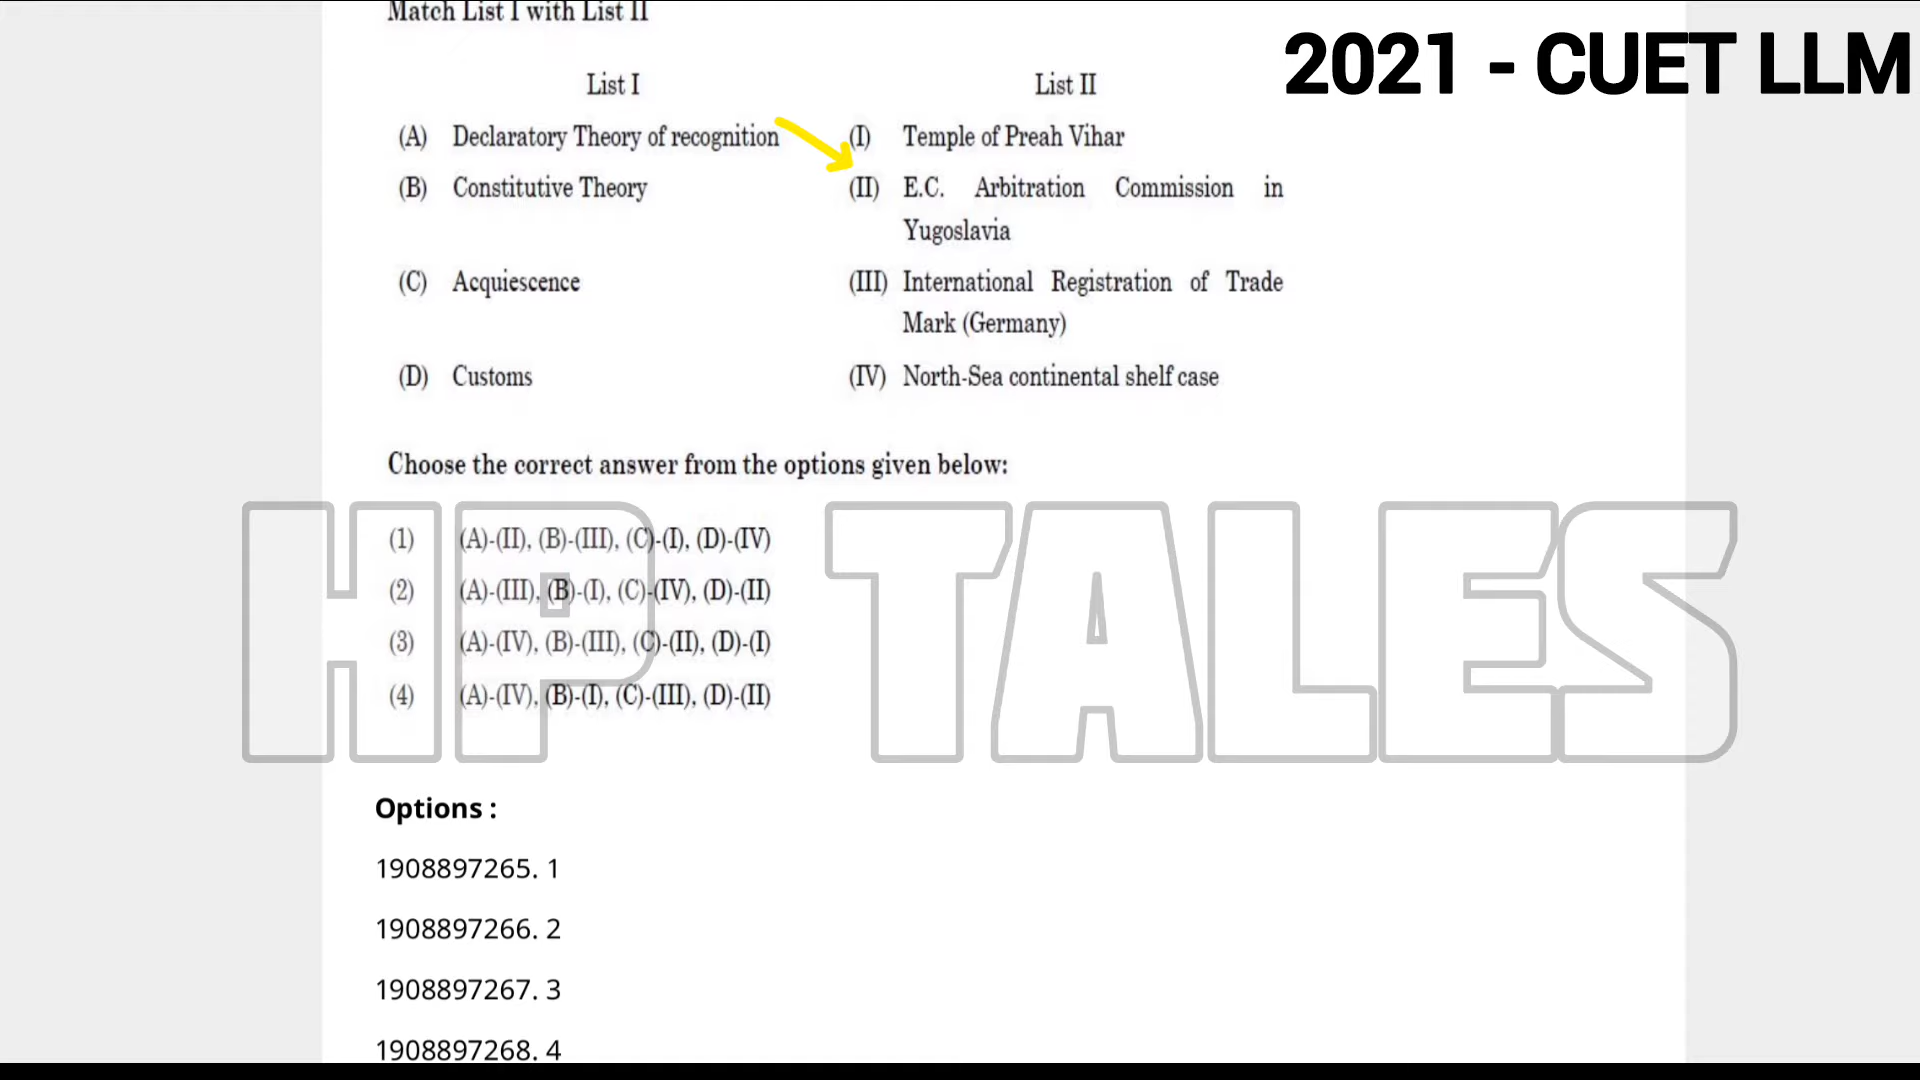 Match List I with List II
2021 - CUET LLM
List I List II
(A) Declaratory Theory of recognition (I) Temple of Preah Vihar
(B) Constitutive Theory (II) E.C. Arbitration Commission in
Yugoslavia
(C) Acquiescence (III) International Registration of Trade
Mark (Germany)
(D) Customs (IV) North-Sea continental shelf case
Choose the correct answer from the options given below:
(1) (A)-(II), (B)-(III), (C)-(I), (D)-(IV)
(2) (A)-(III), (B)-(I), (C)-(IV), (D)-(II)
(3) (A)-(IV), (B)-(III), (C)-(II), (D)-(I)
(4) (A)-(IV), (B)-(I), (C)-(III), (D)-(II)
HP TALES
Options :
1908897265. 1
1908897266. 2
1908897267. 3
1908897268. 4